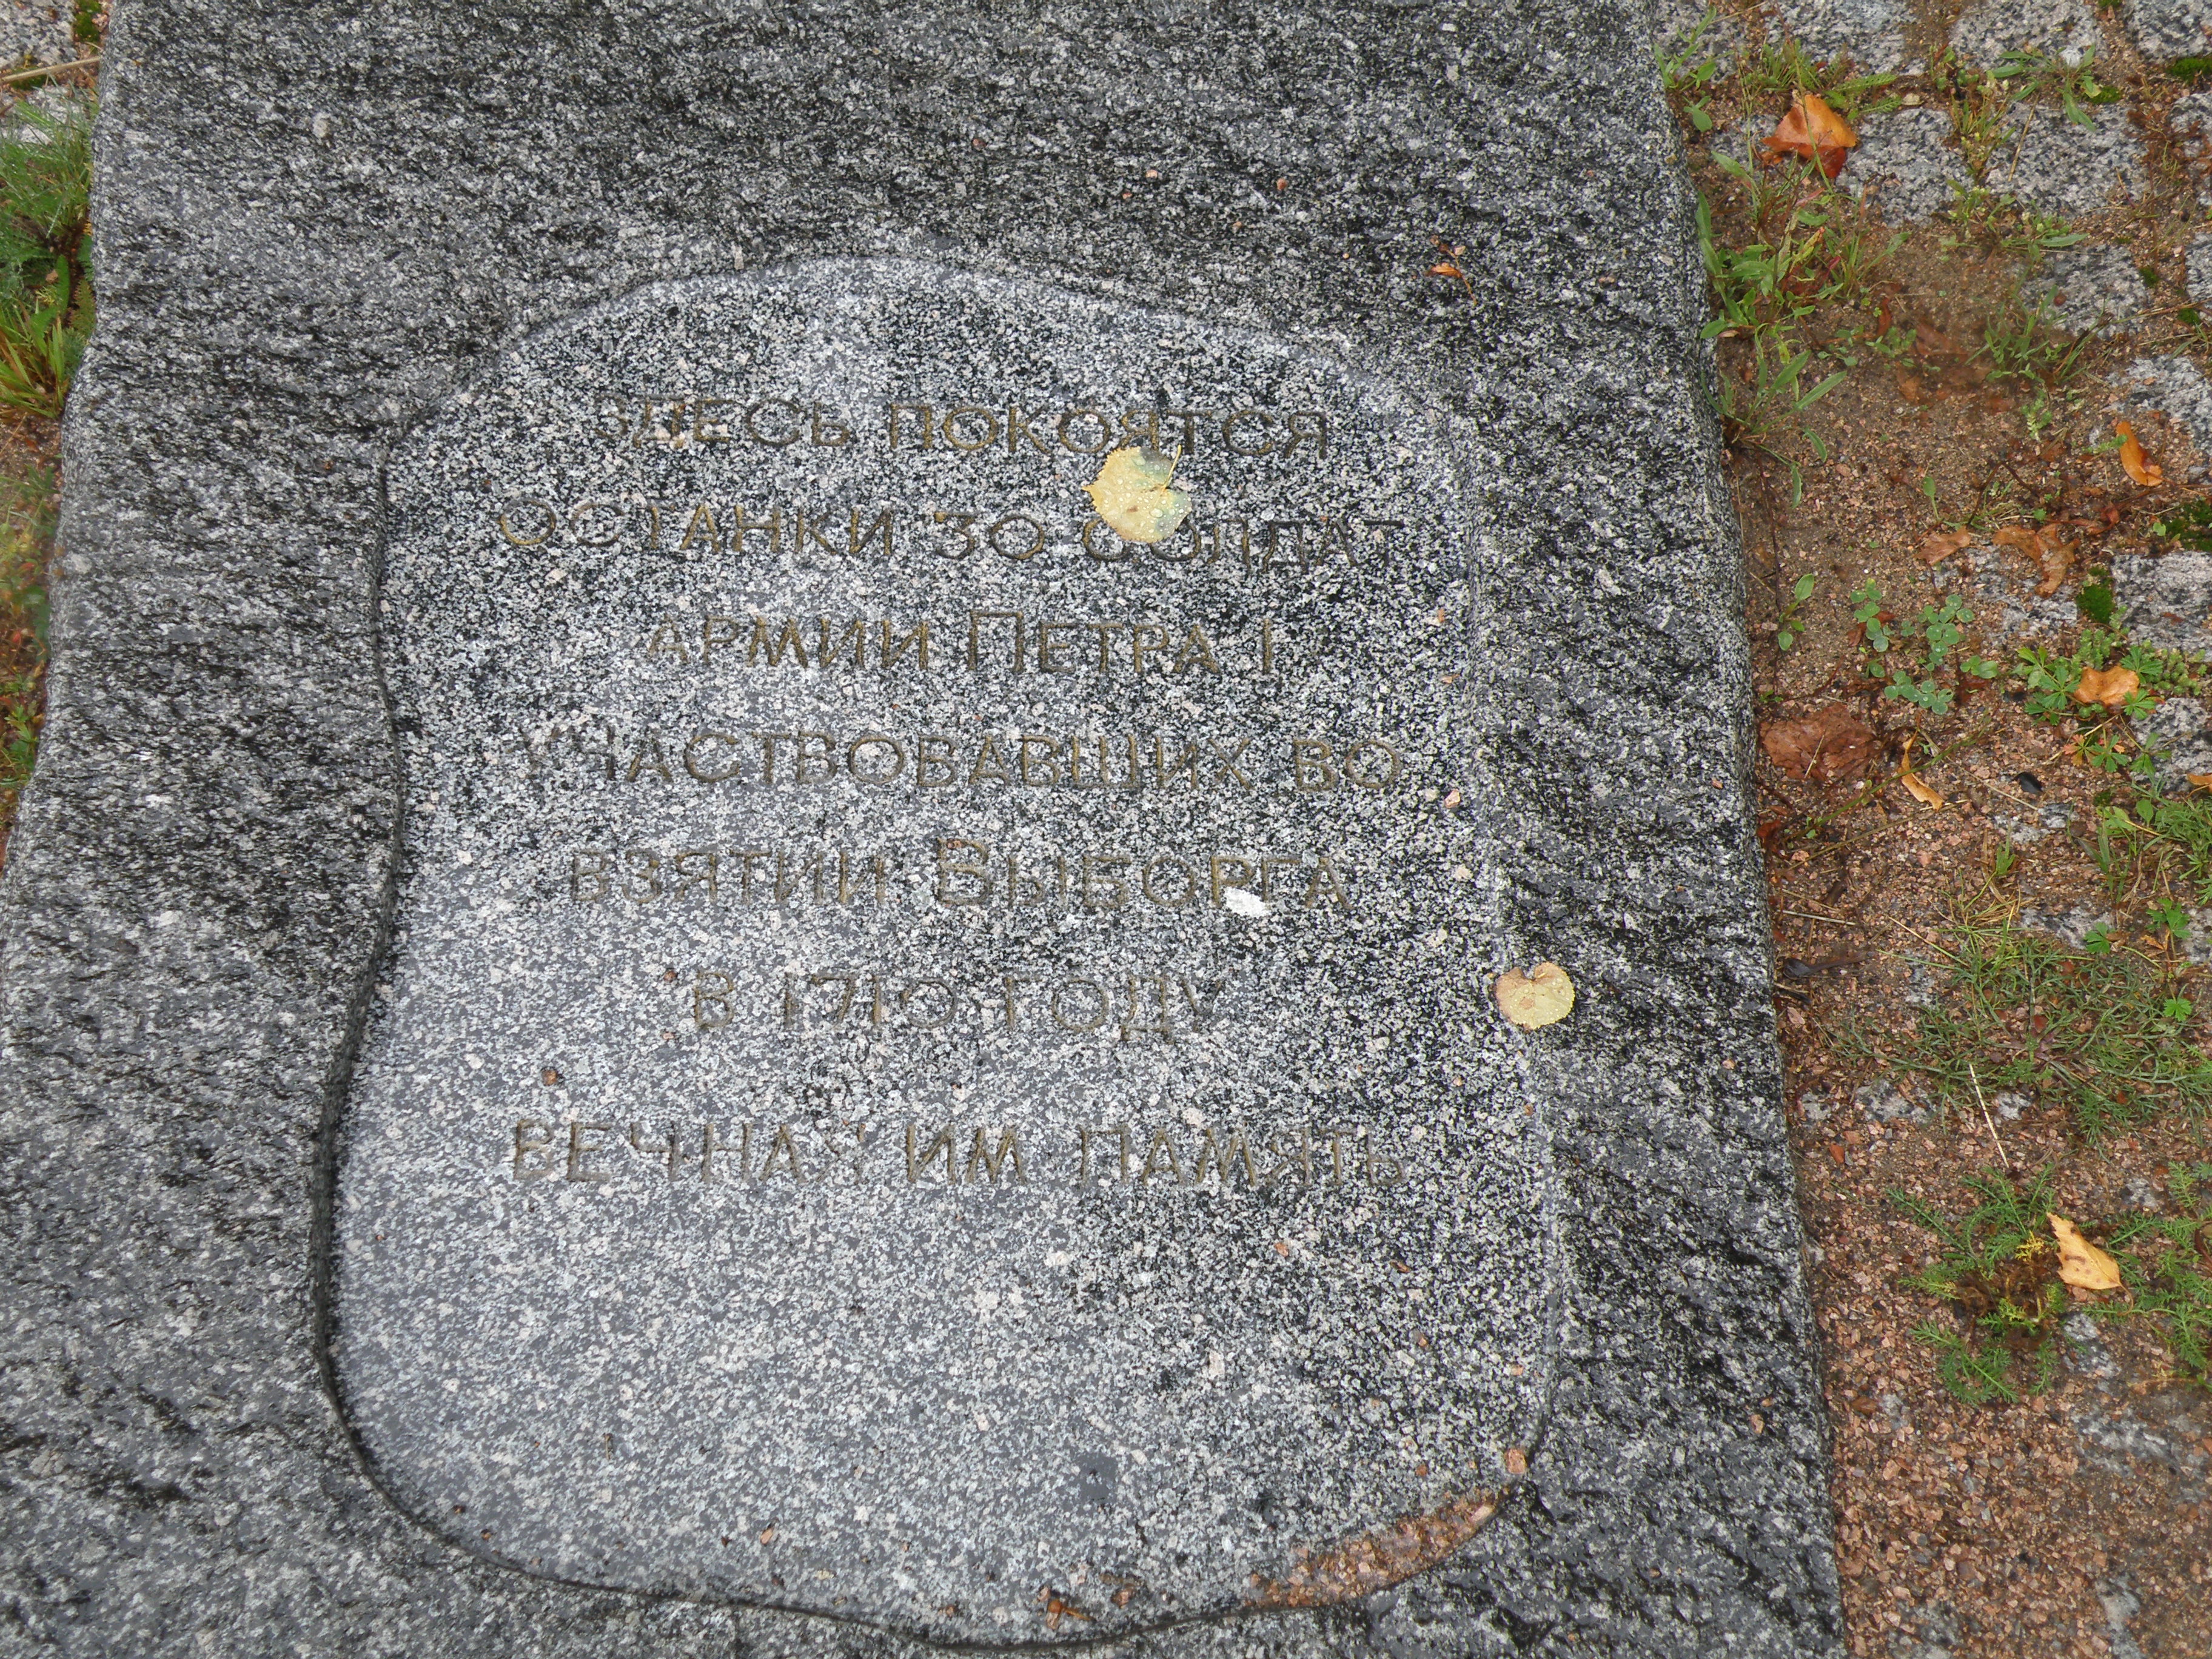 ЗДЕСЬ ПОКОЯТСЯ
ОСТАНКИ 30 СОЛДАТ
АРМИИ ПЕТРА I
УЧАСТВОВАВШИХ ВО
ВЗЯТИИ ВЫБОРГА
В 1710 ГОДУ
ВЕЧНАЯ ИМ ПАМЯТЬ